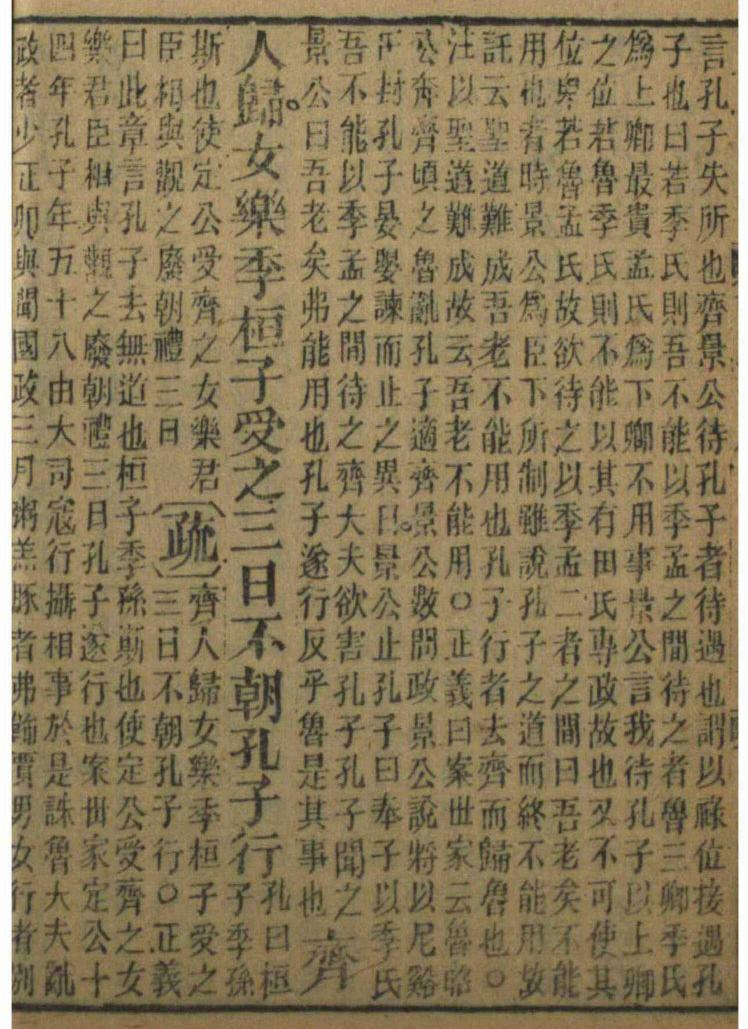 言孔子失所也齊景公待孔子者待遇也謂以祿位接遇孔
子也曰若季氏則吾不能以季孟之間待之者魯三卿季氏
爲上卿最貴孟氏爲下卿不用事景公言我待孔子以上卿
之位若魯季氏則不能以其有田氏專政故也又不可使其
位卑若魯孟氏故欲待之以季孟二者之間曰吾老矣不能
用也者時景公爲臣下所制雖說孔子之道而終不能用故
託云聖道難成吾老不能用也孔子行者去齊而歸魯也○
注以聖道難成故云吾老不能用○正義曰案世家云魯昭
公奔齊頃之魯亂孔子適齊景公數問政景公說將以尼谿
田封孔子晏嬰諫而止之異日景公止孔子曰奉子以季氏
吾不能以季孟之間待之齊大夫欲害孔子孔子聞之
景公曰吾老矣弗能用也孔子遂行反乎魯是其事也
齊
人歸女樂季桓子受之三日不朝孔子行
孔曰桓
子季孫
斯也使定公受齊之女樂君
臣相與觀之廢朝禮三日
疏
齊人歸女樂季桓子受之
三日不朝孔子行○正義
曰此章言孔子去無道也桓子季孫斯也使定公受齊之女
樂君臣相與觀之廢朝禮三日孔子遂行也案世家定公十
四年孔子年五十八由大司寇行攝相事於是誅魯大夫亂
政者少正卯與聞國政三月粥羔豚者弗飾賈男女行者別